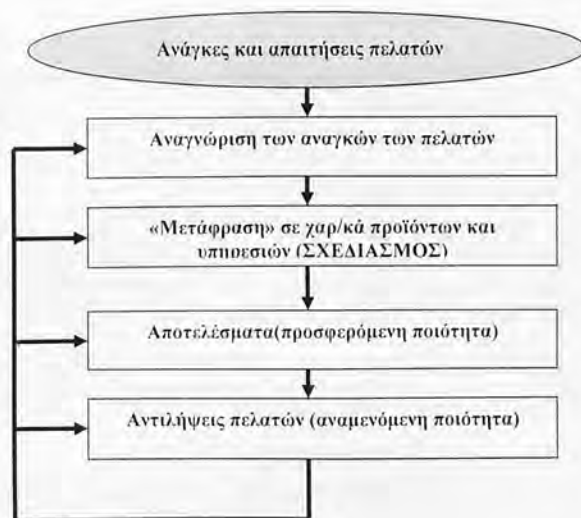 Ανάγκες και απαιτήσεις πελατών
Αναγνώριση των αναγκών των πελατών
«Μετάφραση» σε χαρ/κά προϊόντων και
υπηρεσιών (ΣΧΕΔΙΑΣΜΟΣ)
Αποτελέσματα(προσφερόμενη ποιότητα)
Αντιλήψεις πελατών (αναμενόμενη ποιότητα)